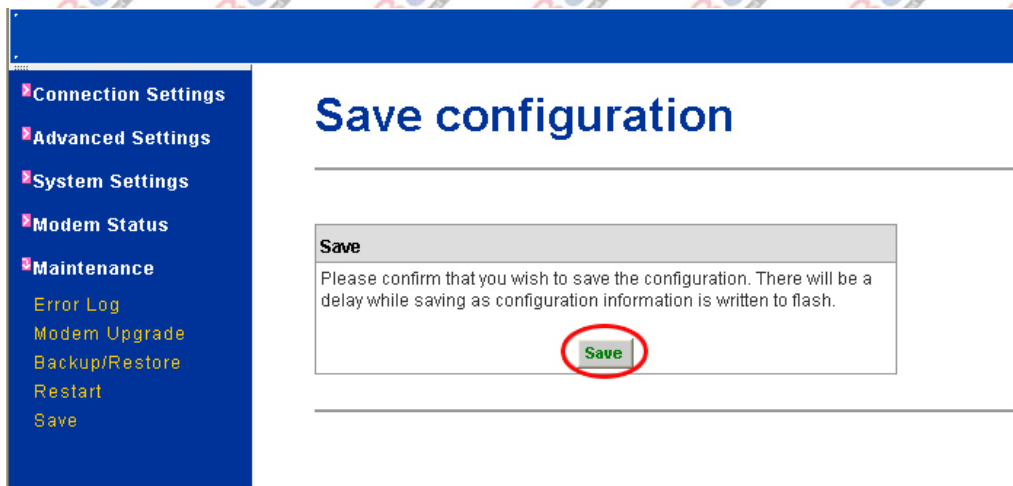 Connection Settings
Advanced Settings
System Settings
Modem Status
Maintenance
Error Log
Modem Upgrade
Backup/Restore
Restart
Save
Save configuration
Save
Please confirm that you wish to save the configuration. There will be a
delay while saving as configuration information is written to flash.
Save